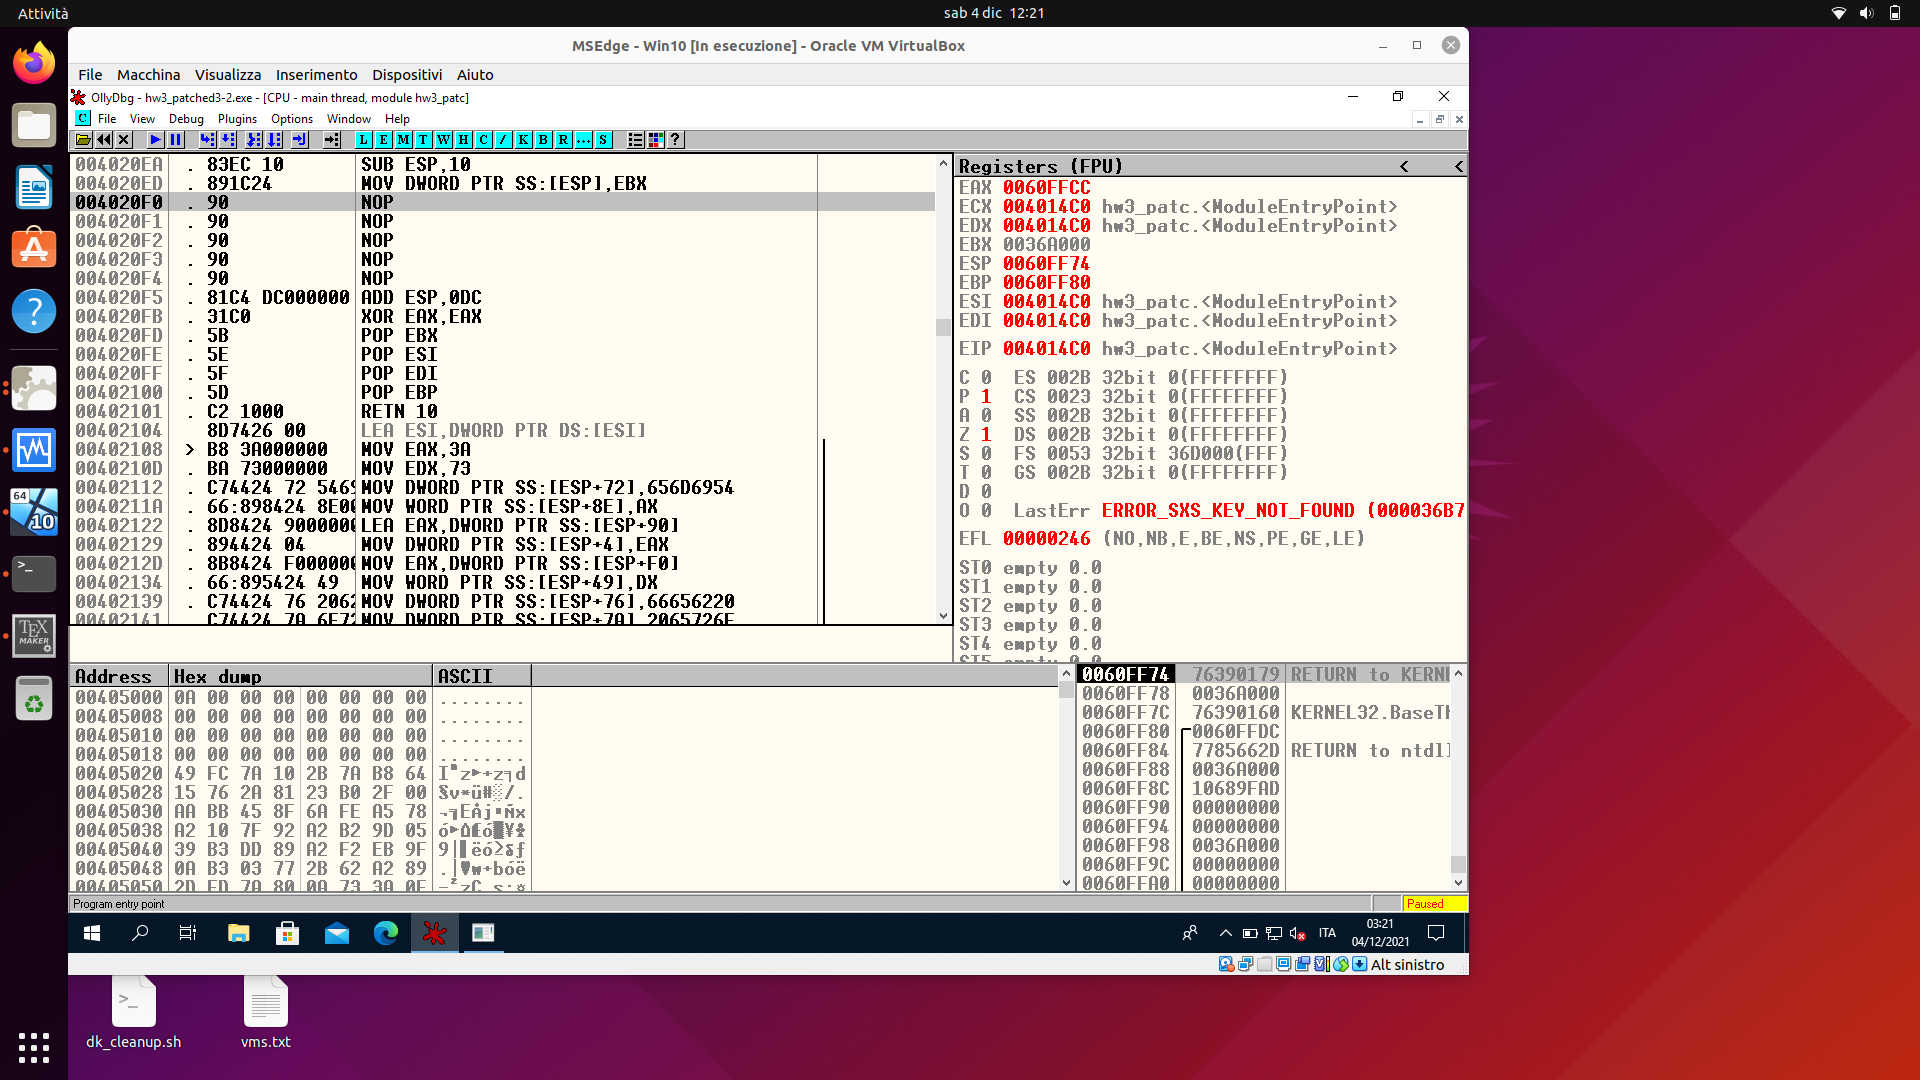 Attività
sab 4 dic 12:21
MSEdge - Win10 [In esecuzione] - Oracle VM VirtualBox
File Macchina Visualizza Inserimento Dispositivi Aiuto
OllyDbg - hw3_patched3-2.exe - [CPU - main thread, module hw3_patc]
C File View Debug Plugins Options Window Help
L E M T W H C / K B R ... S ?
004020EA . 83EC 10 SUB ESP,10
004020ED . 891C24 MOV DWORD PTR SS:[ESP],EBX
004020F0 . 90 NOP
004020F1 . 90 NOP
004020F2 . 90 NOP
004020F3 . 90 NOP
004020F4 . 90 NOP
004020F5 . 81C4 DC000000 ADD ESP,0DC
004020FB . 31C0 XOR EAX,EAX
004020FD . 5B POP EBX
004020FE . 5E POP ESI
004020FF . 5F POP EDI
00402100 . 5D POP EBP
00402101 . C2 1000 RETN 10
00402104 8D7426 00 LEA ESI,DWORD PTR DS:[ESI]
00402108 > B8 3A000000 MOV EAX,3A
0040210D . BA 73000000 MOV EDX,73
00402112 . C74424 72 5469 MOV DWORD PTR SS:[ESP+72],656D6954
0040211A . 66:898424 8E00 MOV WORD PTR SS:[ESP+8E],AX
00402122 . 8D8424 9000000 LEA EAX,DWORD PTR SS:[ESP+90]
00402129 . 894424 04 MOV DWORD PTR SS:[ESP+4],EAX
0040212D . 8B8424 F000000 MOV EAX,DWORD PTR SS:[ESP+F0]
00402134 . 66:895424 49 MOV WORD PTR SS:[ESP+49],DX
00402139 . C74424 76 2062 MOV DWORD PTR SS:[ESP+76],66656220
00402141 . C74424 7A 6F72 MOV DWORD PTR SS:[ESP+7A],2065726F
Registers (FPU) < <
EAX 0060FFCC
ECX 004014C0 hw3_patc.<ModuleEntryPoint>
EDX 004014C0 hw3_patc.<ModuleEntryPoint>
EBX 0036A000
ESP 0060FF74
EBP 0060FF80
ESI 004014C0 hw3_patc.<ModuleEntryPoint>
EDI 004014C0 hw3_patc.<ModuleEntryPoint>
EIP 004014C0 hw3_patc.<ModuleEntryPoint>
C 0 ES 002B 32bit 0(FFFFFFFF)
P 1 CS 0023 32bit 0(FFFFFFFF)
A 0 SS 002B 32bit 0(FFFFFFFF)
Z 1 DS 002B 32bit 0(FFFFFFFF)
S 0 FS 0053 32bit 36D000(FFF)
T 0 GS 002B 32bit 0(FFFFFFFF)
D 0
O 0 LastErr ERROR_SXS_KEY_NOT_FOUND (000036B7
EFL 00000246 (NO,NB,E,BE,NS,PE,GE,LE)
ST0 empty 0.0
ST1 empty 0.0
ST2 empty 0.0
ST3 empty 0.0
ST4 empty 0.0
ST5 empty 0.0
Address Hex dump ASCII
00405000 0A 00 00 00 00 00 00 00 ........
00405008 00 00 00 00 00 00 00 00 ........
00405010 00 00 00 00 00 00 00 00 ........
00405018 00 00 00 00 00 00 00 00 ........
00405020 49 FC 7A 10 2B 7A B8 64 Iⁿz►+z╕d
00405028 15 76 2A 81 23 B0 2F 00 §v*ü#░/.
00405030 AA BB 45 8F 6A FE A5 78 ¬╗EÅj■Ñx
00405038 A2 10 7F 92 A2 B2 9D 05
00405040 39 B3 DD 89 A2 F2 EB 9F 9│▌ëó≥δƒ
00405048 0A B3 03 77 2B 62 A2 89 .│♥w+bóë
00405050 2D FD 7A 80 0A 73 3A 0F
0060FF74 76390179 RETURN to KERNE
0060FF78 0036A000
0060FF7C 76390160 KERNEL32.BaseTh
0060FF80 0060FFDC
0060FF84 7785662D RETURN to ntdll
0060FF88 0036A000
0060FF8C 10689FAD
0060FF90 00000000
0060FF94 00000000
0060FF98 0036A000
0060FF9C 00000000
0060FFA0 00000000
Program entry point
Paused
ITA
03:21
04/12/2021
Alt sinistro
64
10
>_
TEX
MAKER
dk_cleanup.sh
vms.txt